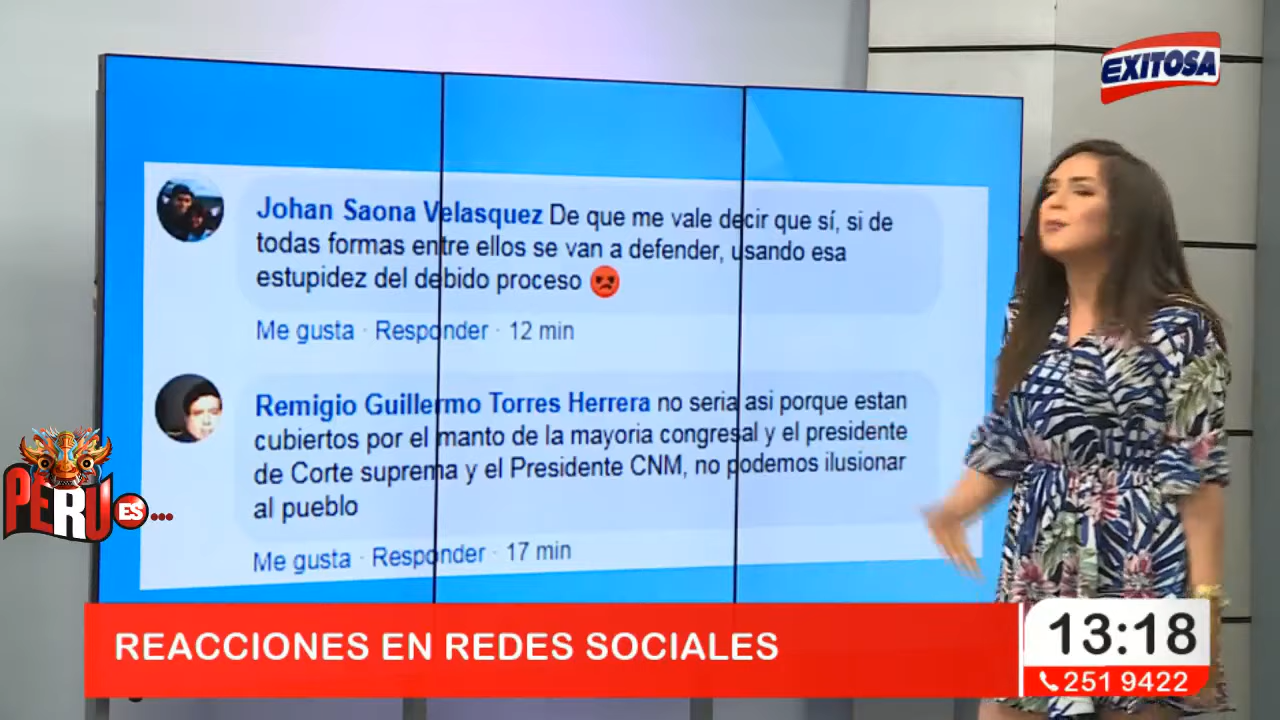 EXITOSA
Johan Saona Velasquez De que me vale decir que sí, si de
todas formas entre ellos se van a defender, usando esa
estupidez del debido proceso
Me gusta · Responder · 12 min
Remigio Guillermo Torres Herrera no seria asi porque estan
cubiertos por el manto de la mayoria congresal y el presidente
de Corte suprema y el Presidente CNM, no podemos ilusionar
al pueblo
Me gusta · Responder · 17 min
PERU ES...
REACCIONES EN REDES SOCIALES
13:18
251 9422